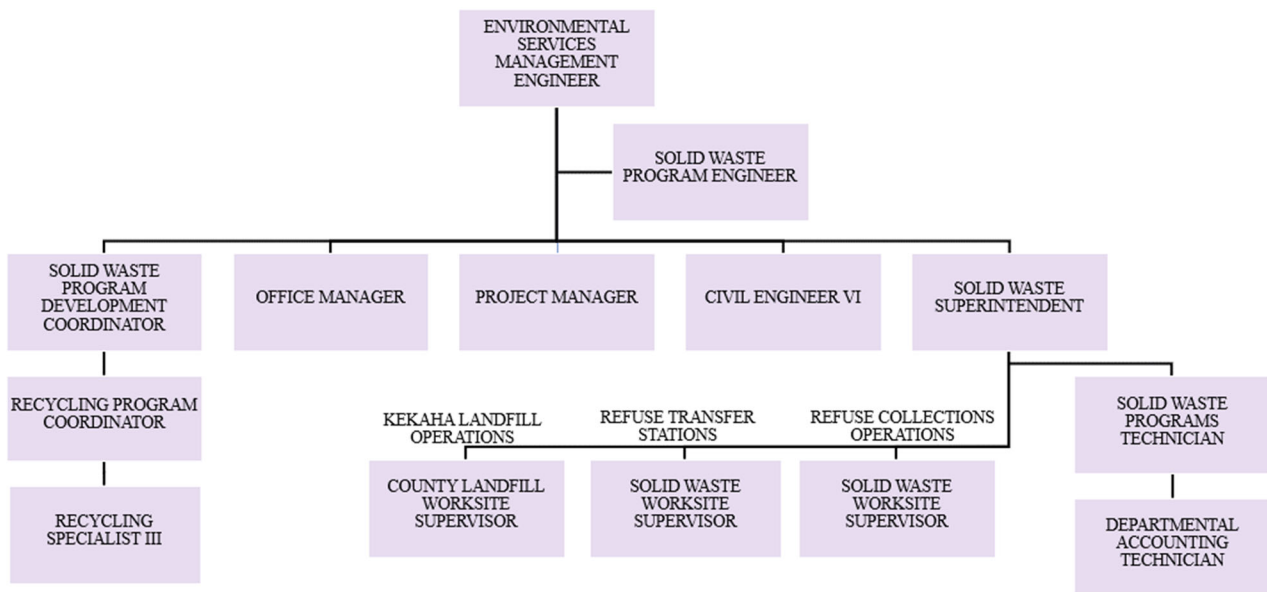 ENVIRONMENTAL
SERVICES
MANAGEMENT
ENGINEER
SOLID WASTE
PROGRAM ENGINEER
SOLID WASTE
PROGRAM
DEVELOPMENT
COORDINATOR
OFFICE MANAGER
PROJECT MANAGER
CIVIL ENGINEER VI
SOLID WASTE
SUPERINTENDENT
RECYCLING PROGRAM
COORDINATOR
RECYCLING
SPECIALIST III
KEKAHA LANDFILL
OPERATIONS
COUNTY LANDFILL
WORKSITE
SUPERVISOR
REFUSE TRANSFER
STATIONS
SOLID WASTE
WORKSITE
SUPERVISOR
REFUSE COLLECTIONS
OPERATIONS
SOLID WASTE
WORKSITE
SUPERVISOR
SOLID WASTE
PROGRAMS
TECHNICIAN
DEPARTMENTAL
ACCOUNTING
TECHNICIAN